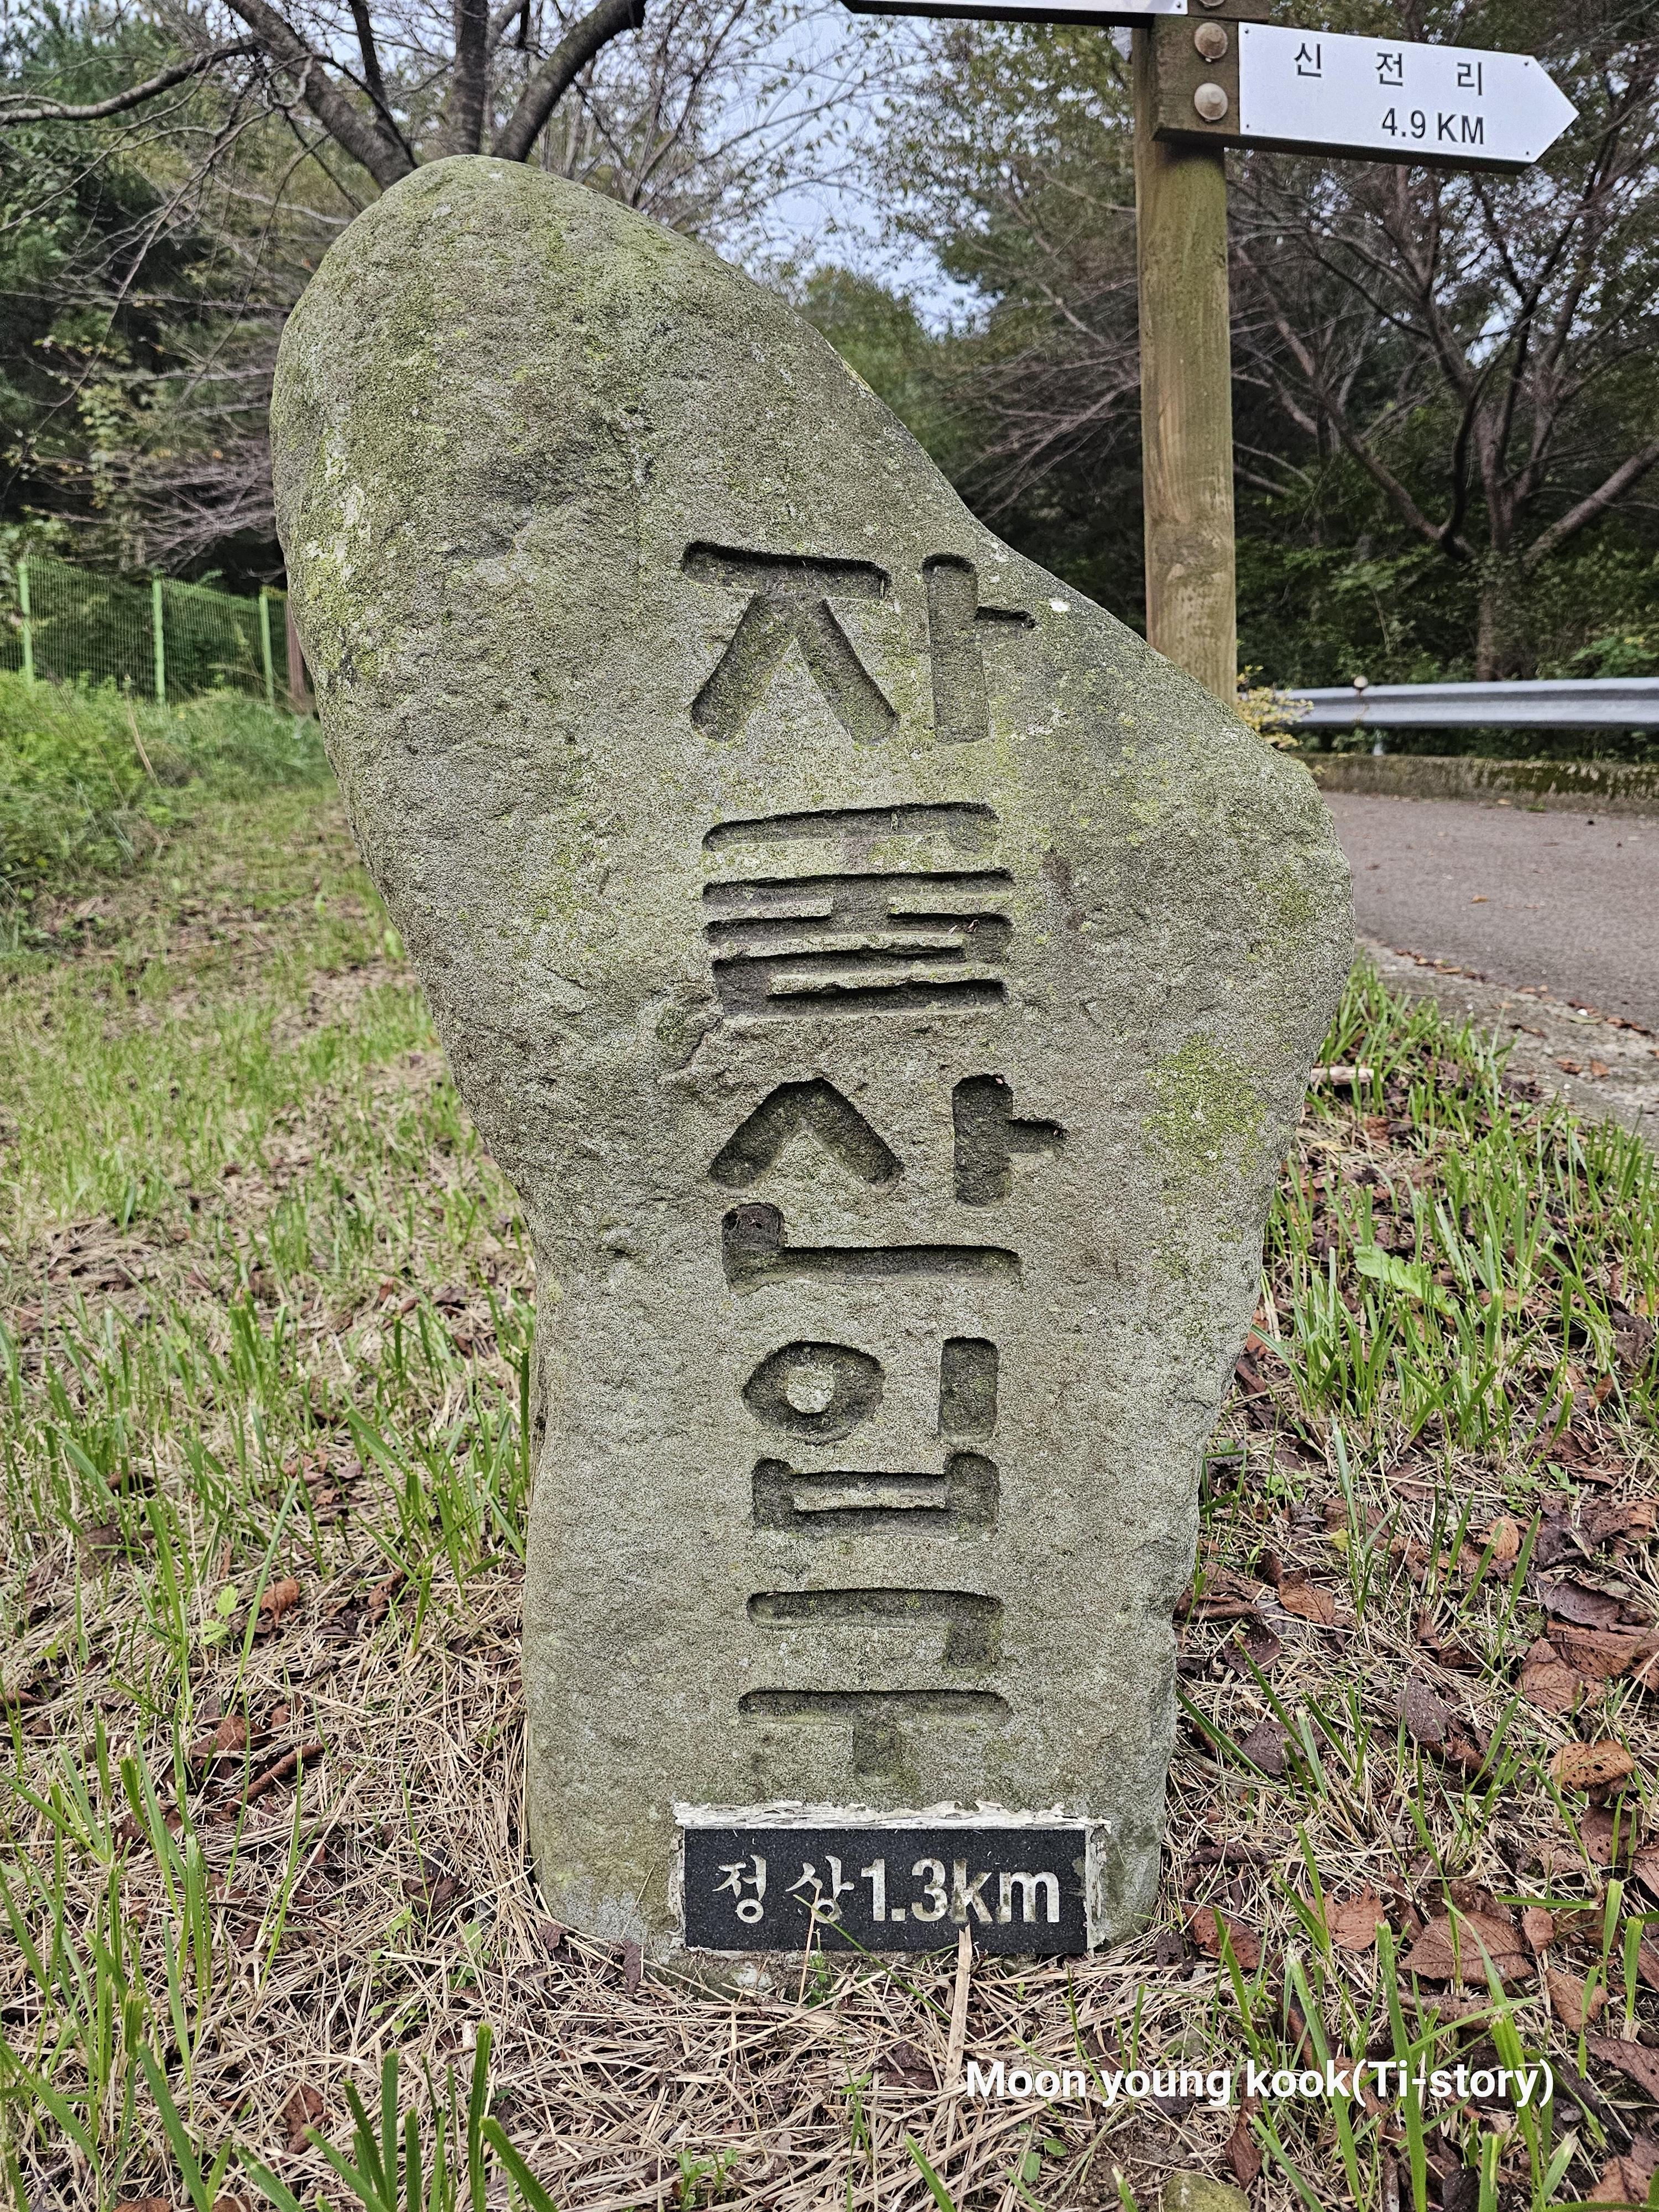 신 전 리
4.9 KM
자굴산입구
정상1.3km
Moon young kook(Ti-story)